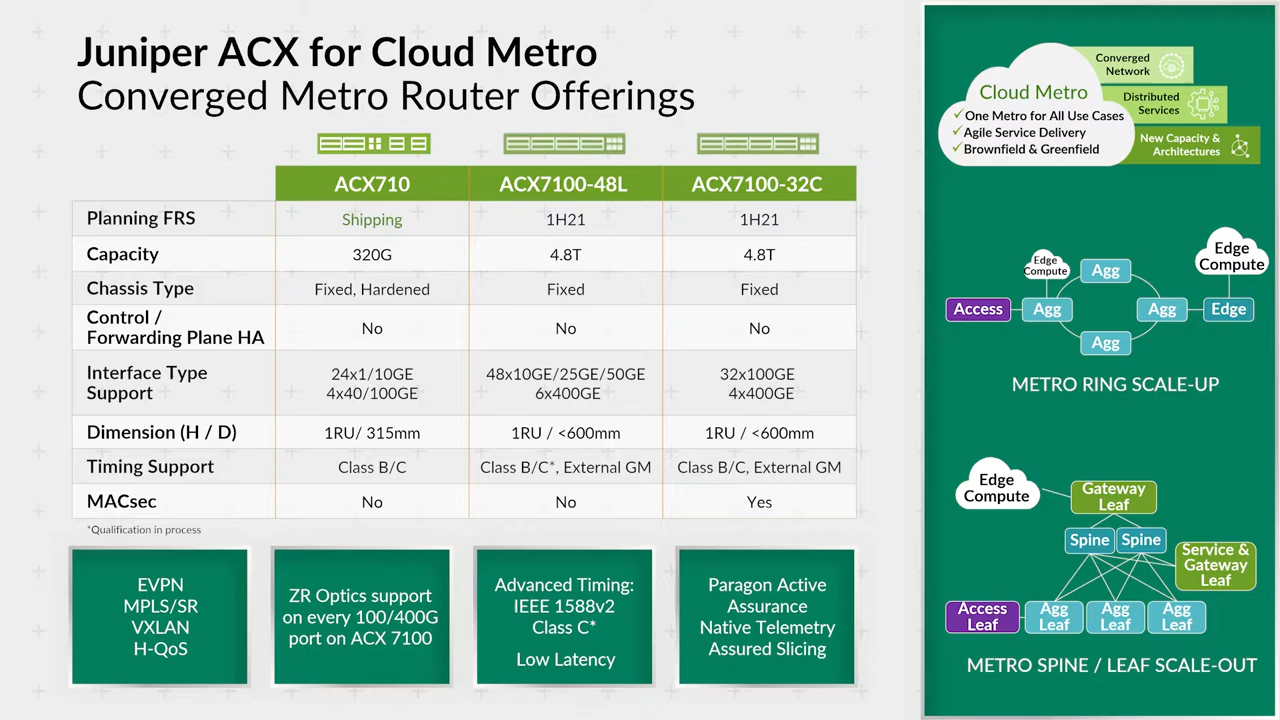 Juniper ACX for Cloud Metro
Converged Metro Router Offerings
ACX710 ACX7100-48L ACX7100-32C
Planning FRS Shipping 1H21 1H21
Capacity 320G 4.8T 4.8T
Chassis Type Fixed, Hardened Fixed Fixed
Control /
Forwarding Plane HA No No No
Interface Type 24x1/10GE 48x10GE/25GE/50GE 32x100GE
Support 4x40/100GE 6x400GE 4x400GE
Dimension (H / D) 1RU/ 315mm 1RU / <600mm 1RU / <600mm
Timing Support Class B/C Class B/C*, External GM Class B/C, External GM
MACsec No No Yes
*Qualification in process
EVPN
MPLS/SR
VXLAN
H-QoS
ZR Optics support
on every 100/400G
port on ACX 7100
Advanced Timing:
IEEE 1588v2
Class C*
Low Latency
Paragon Active
Assurance
Native Telemetry
Assured Slicing
Cloud Metro
✓One Metro for All Use Cases
✓Agile Service Delivery
✓Brownfield & Greenfield
Converged
Network
Distributed
Services
New Capacity &
Architectures
Edge
Compute
Edge
Compute
Agg
Access
Agg
Agg
Edge
Agg
METRO RING SCALE-UP
Edge
Compute
Gateway
Leaf
Spine
Spine
Service &
Gateway
Leaf
Access
Leaf
Agg
Leaf
Agg
Leaf
Agg
Leaf
METRO SPINE / LEAF SCALE-OUT